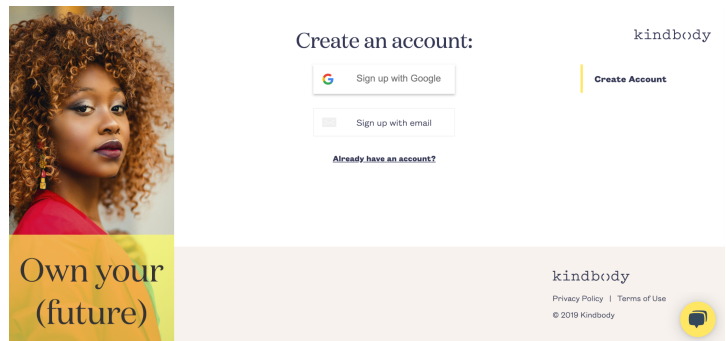 Own your
(future)
Create an account:
Sign up with Google
Sign up with email
Already have an account?
kindbody
Create Account
kindbody
Privacy Policy | Terms of Use
© 2019 Kindbody